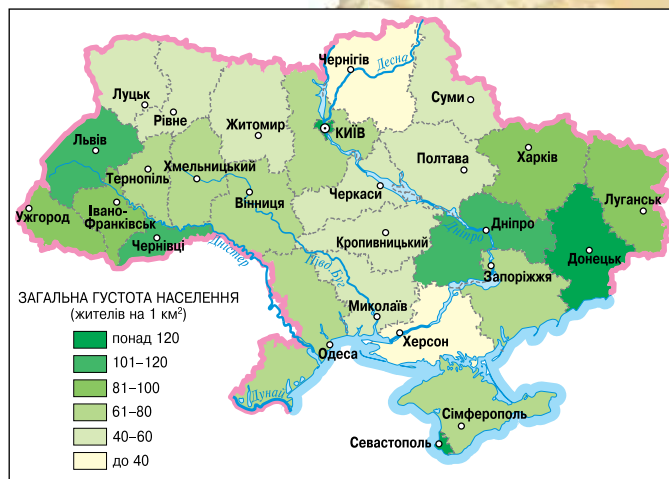 Чернігів
Десна
Луцьк
Рівне
Суми
Житомир
КИЇВ
Львів
Полтава
Харків
Тернопіль
Хмельницький
Черкаси
Луганськ
Вінниця
Ужгород
Івано-
Франківськ
Чернівці
Дністер
Півд. Буг
Кропивницький
Дніпро
Дніпро
Донецьк
Запоріжжя
Миколаїв
Херсон
Одеса
Дунай
Сімферополь
Севастополь
ЗАГАЛЬНА ГУСТОТА НАСЕЛЕННЯ
(жителів на 1 км²)
понад 120
101–120
81–100
61–80
40–60
до 40